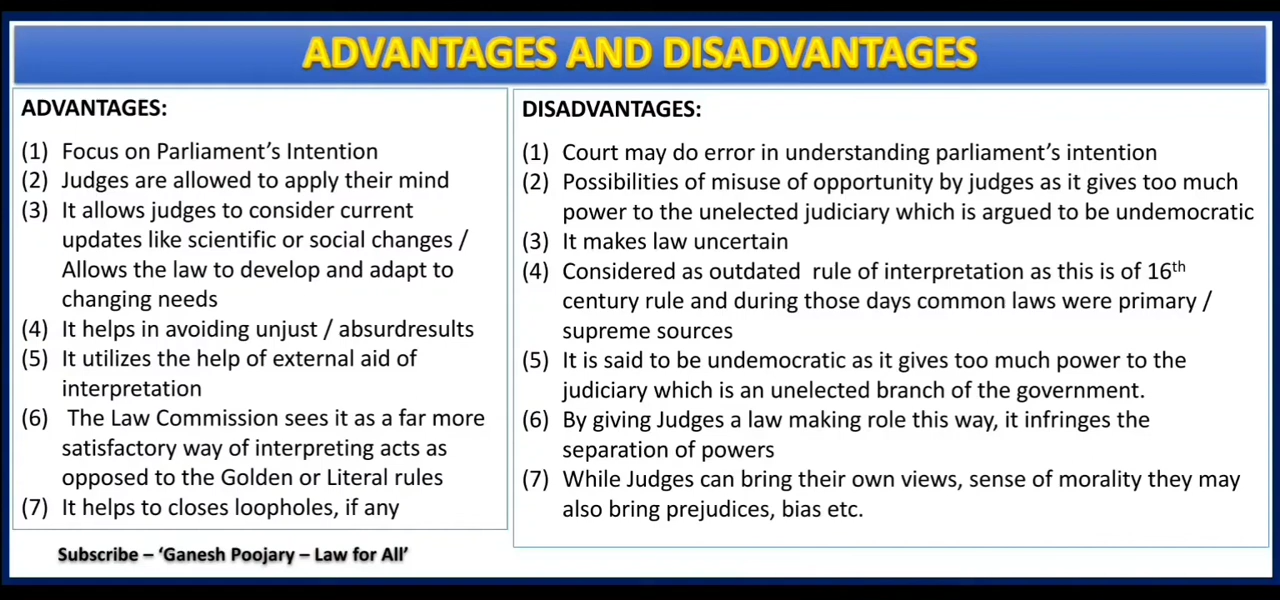 ADVANTAGES AND DISADVANTAGES
ADVANTAGES:
(1) Focus on Parliament's Intention
(2) Judges are allowed to apply their mind
(3) It allows judges to consider current
updates like scientific or social changes /
Allows the law to develop and adapt to
changing needs
(4) It helps in avoiding unjust / absurdresults
(5) It utilizes the help of external aid of
interpretation
(6) The Law Commission sees it as a far more
satisfactory way of interpreting acts as
opposed to the Golden or Literal rules
(7) It helps to closes loopholes, if any
Subscribe – 'Ganesh Poojary – Law for All'
DISADVANTAGES:
(1) Court may do error in understanding parliament's intention
(2) Possibilities of misuse of opportunity by judges as it gives too much
power to the unelected judiciary which is argued to be undemocratic
(3) It makes law uncertain
(4) Considered as outdated rule of interpretation as this is of 16th
century rule and during those days common laws were primary /
supreme sources
(5) It is said to be undemocratic as it gives too much power to the
judiciary which is an unelected branch of the government.
(6) By giving Judges a law making role this way, it infringes the
separation of powers
(7) While Judges can bring their own views, sense of morality they may
also bring prejudices, bias etc.